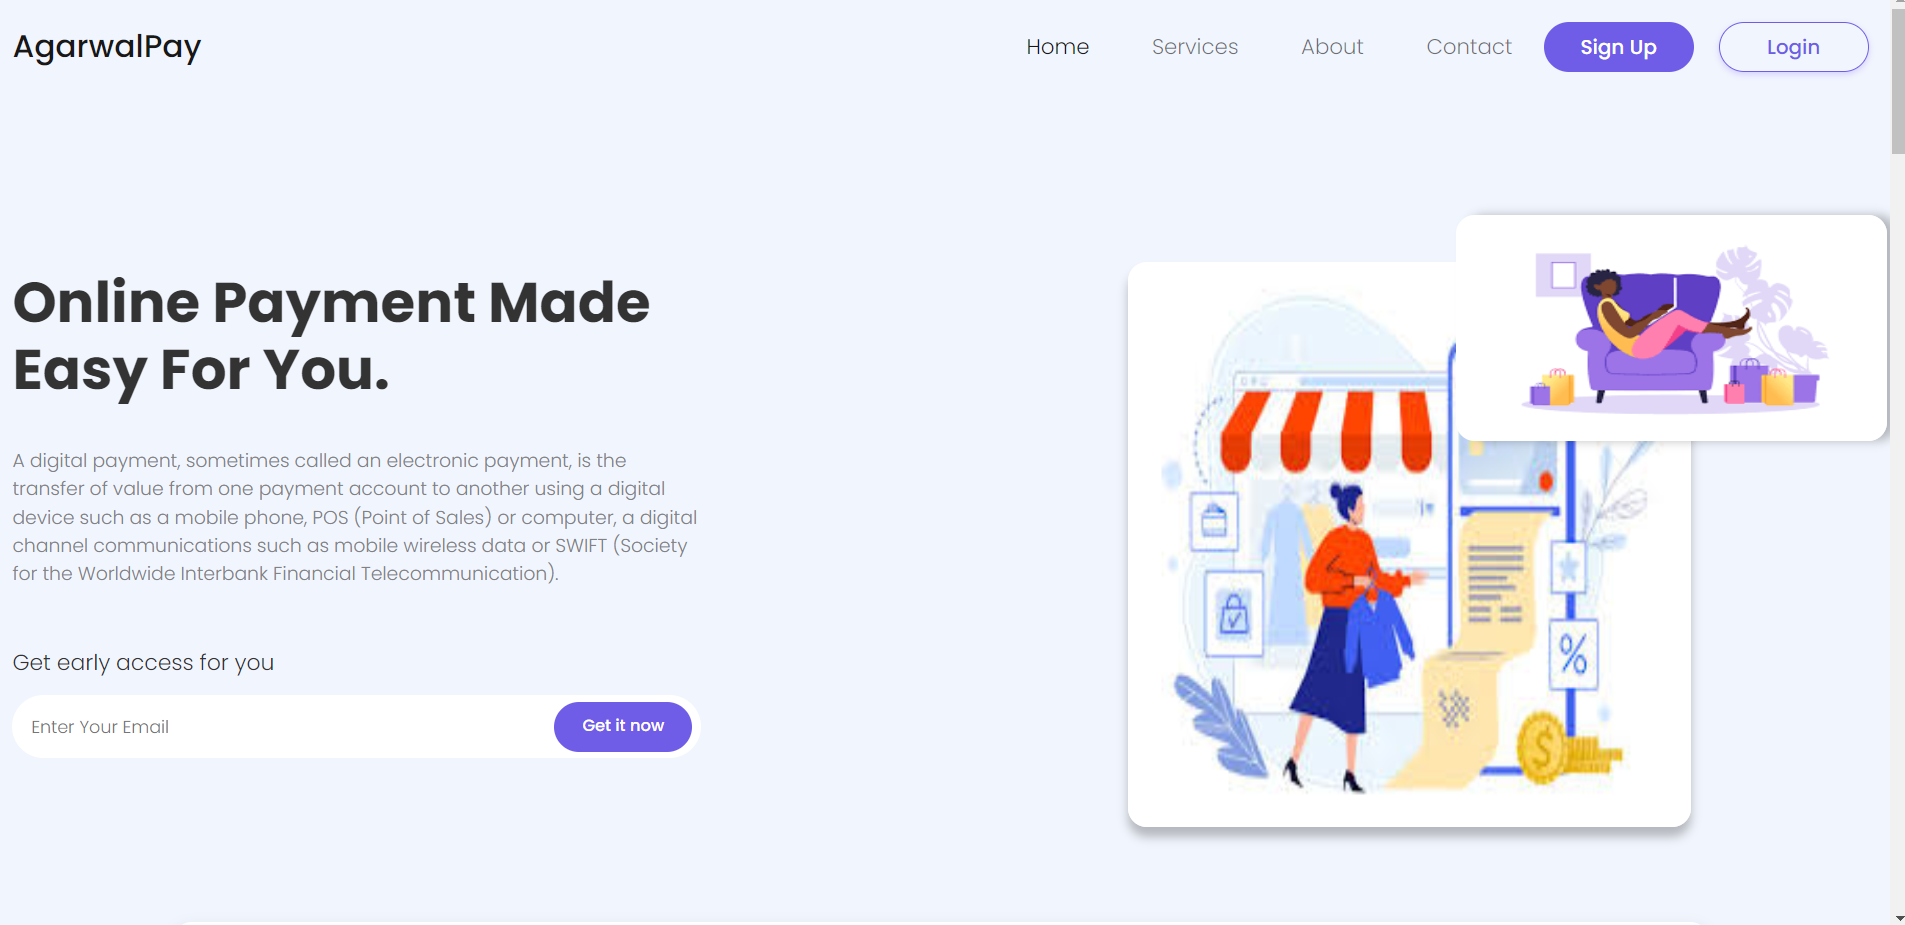 AgarwalPay
Home Services About Contact Sign Up Login
Online Payment Made
Easy For You.
A digital payment, sometimes called an electronic payment, is the
transfer of value from one payment account to another using a digital
device such as a mobile phone, POS (Point of Sales) or computer, a digital
channel communications such as mobile wireless data or SWIFT (Society
for the Worldwide Interbank Financial Telecommunication).
Get early access for you
Enter Your Email
Get it now
%
$